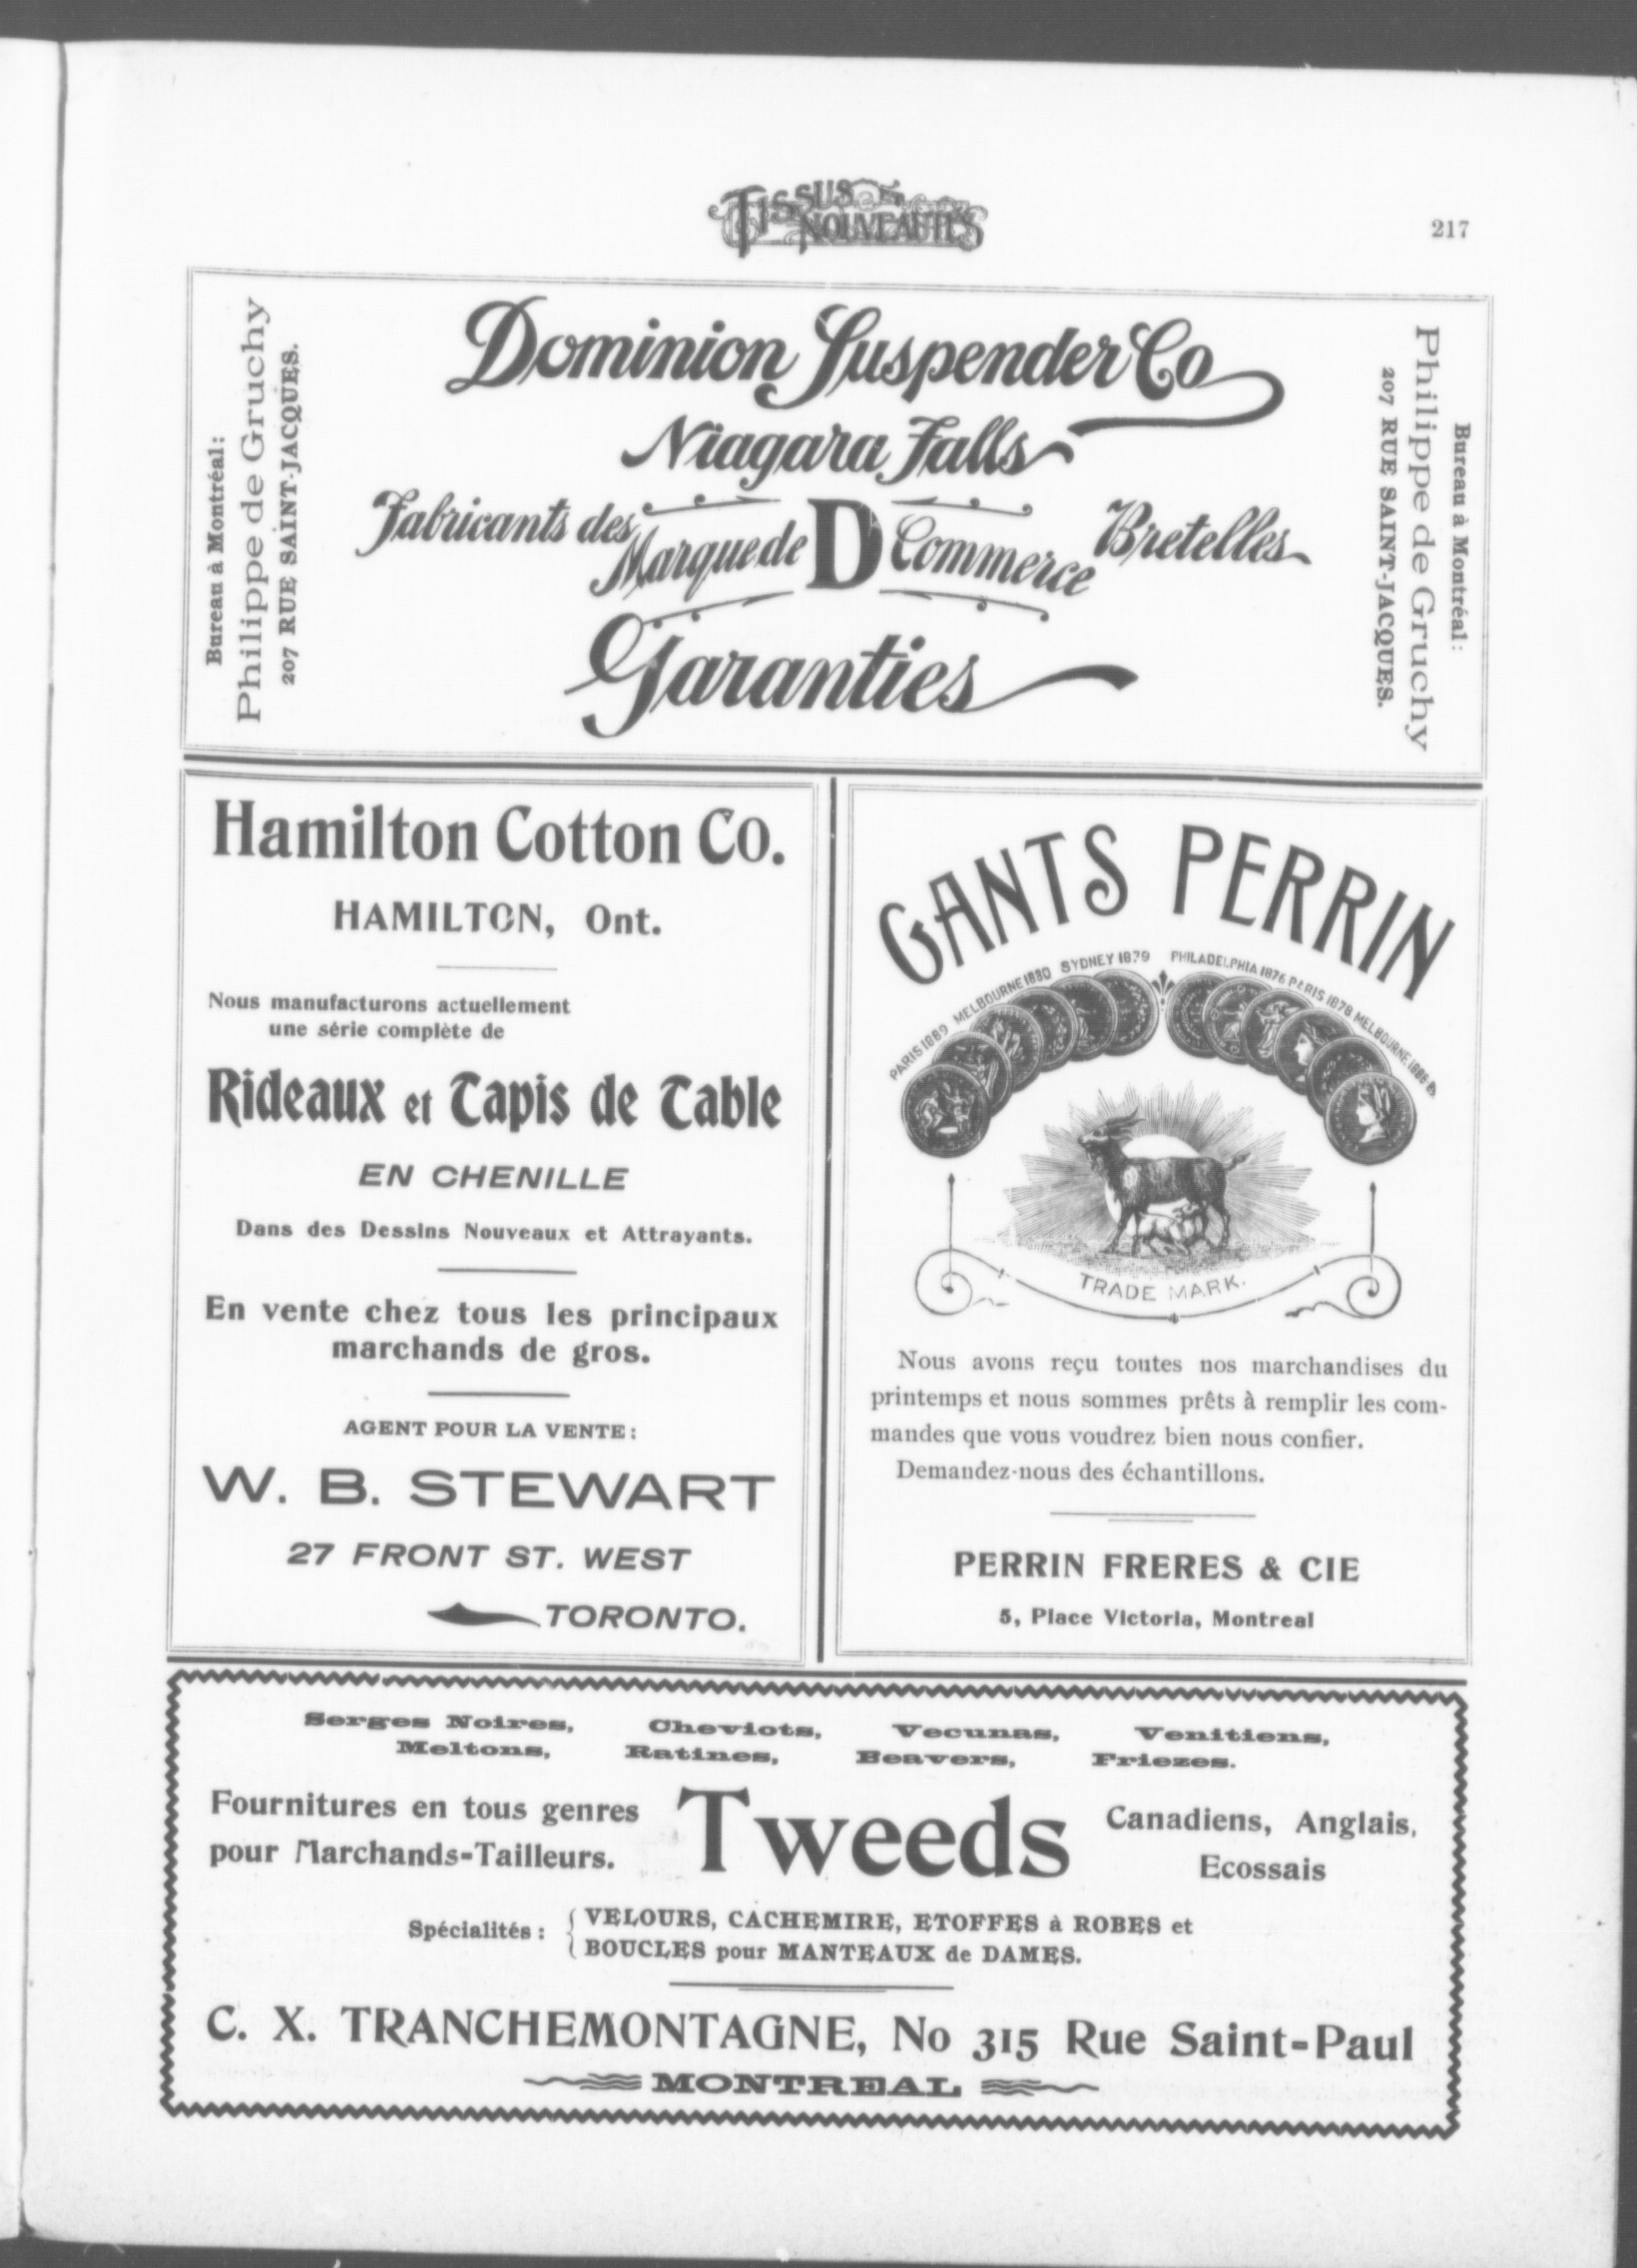 TISSUS ET
NOUVEAUTÉS
217
Bureau à Montréal:
Philippe de Gruchy
207 RUE SAINT-JACQUES.
Dominion Suspender Co
Niagara Falls
Fabricants des Bretelles
Marque de D Commerce
Garanties
Bureau à Montréal:
Philippe de Gruchy
207 RUE SAINT-JACQUES.
Hamilton Cotton Co.
HAMILTON, Ont.
Nous manufacturons actuellement
une série complète de
Rideaux et Tapis de Table
EN CHENILLE
Dans des Dessins Nouveaux et Attrayants.
En vente chez tous les principaux
marchands de gros.
AGENT POUR LA VENTE:
W. B. STEWART
27 FRONT ST. WEST
TORONTO.
GANTS PERRIN
PARIS 1889 MELBOURNE 1880 SYDNEY 1879 PHILADELPHIA 1876 PARIS 1878 MELBOURNE
TRADE MARK.
Nous avons reçu toutes nos marchandises du
printemps et nous sommes prêts à remplir les com-
mandes que vous voudrez bien nous confier.
Demandez-nous des échantillons.
PERRIN FRERES & CIE
5, Place Victoria, Montreal
Serges Noires, Cheviots, Vecunas, Venitiens,
Meltons, Ratines, Beavers, Friezes.
Fournitures en tous genres
pour Marchands-Tailleurs.
Tweeds
Canadiens, Anglais,
Ecossais
Spécialités: { VELOURS, CACHEMIRE, ETOFFES à ROBES et
BOUCLES pour MANTEAUX de DAMES.
C. X. TRANCHEMONTAGNE, No 315 Rue Saint-Paul
MONTREAL